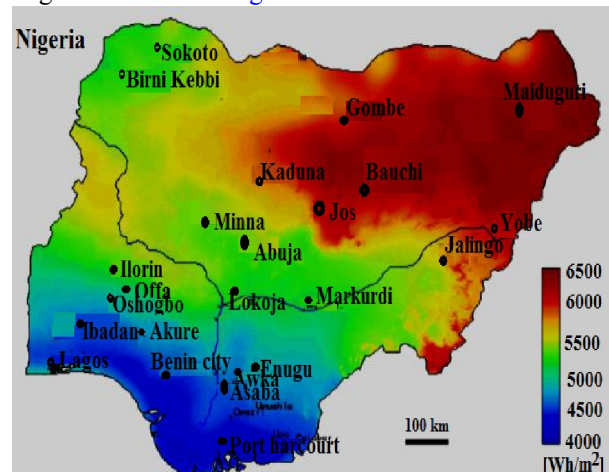 Nigeria
Sokoto
Birni Kebbi
Gombe
Maiduguri
Kaduna
Bauchi
Jos
Minna
Yobe
Abuja
Jalingo
Ilorin
Offa
Oshogbo
Lokoja
Markurdi
Ibadan
Akure
Lagos
Benin city
Enugu
Awka
Asaba
Umuahia
Owerri
Port harcourt
100 km
6500
6000
5500
5000
4500
4000
[Wh/m²]